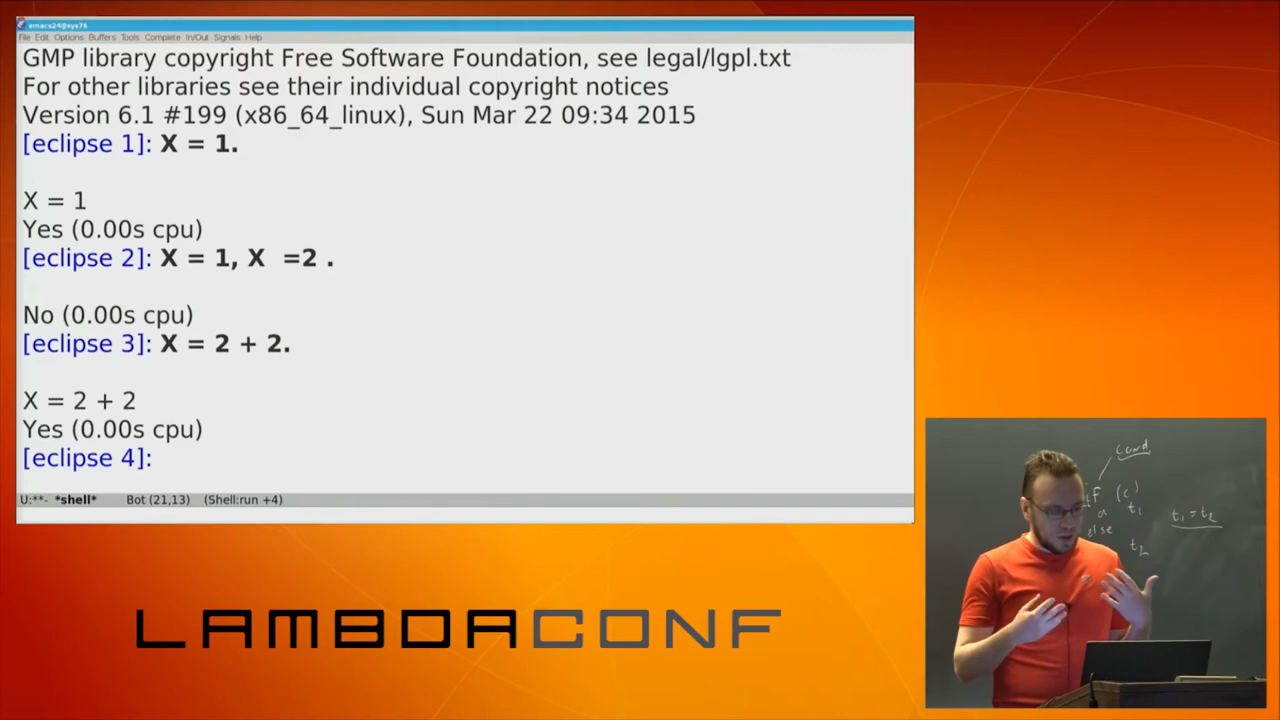 emacs24@sys76
File Edit Options Buffers Tools Complete In/Out Signals Help
GMP library copyright Free Software Foundation, see legal/lgpl.txt
For other libraries see their individual copyright notices
Version 6.1 #199 (x86_64_linux), Sun Mar 22 09:34 2015
[eclipse 1]: X = 1.
X = 1
Yes (0.00s cpu)
[eclipse 2]: X = 1, X  =2 .
No (0.00s cpu)
[eclipse 3]: X = 2 + 2.
X = 2 + 2
Yes (0.00s cpu)
[eclipse 4]:
U:**-  *shell*      Bot (21,13)   (Shell:run +4)
LAMBDACONF
cond
(c)
t1
t1 = t2
else
t2